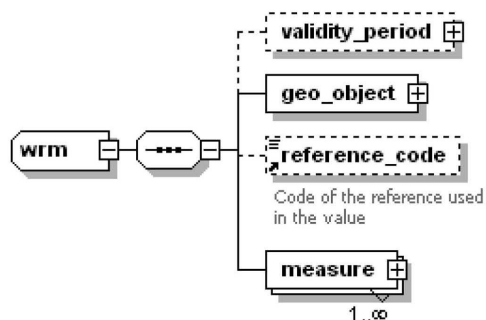 validity_period
geo_object
wrm
reference_code
Code of the reference used
in the value
measure
1..∞